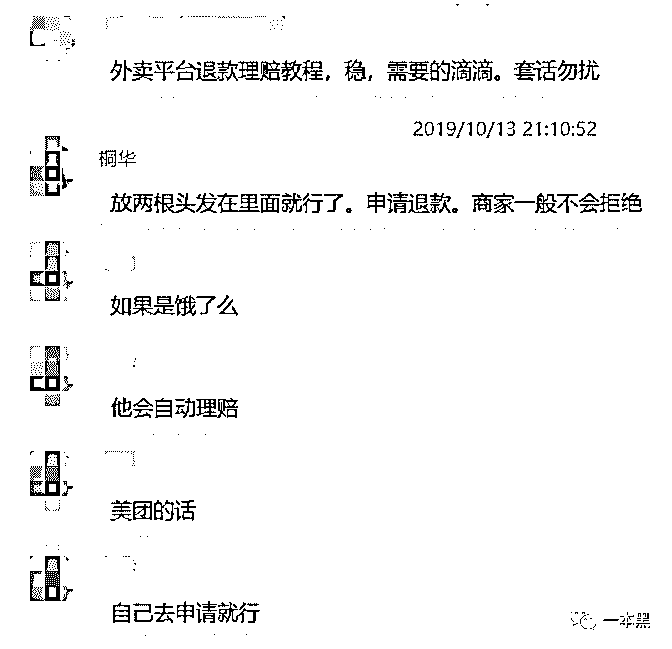 外卖平台退款理赔教程，稳，需要的滴滴。套话勿扰
2019/10/13 21:10:52
桐华
放两根头发在里面就行了。申请退款。商家一般不会拒绝
如果是饿了么
他会自动理赔
美团的话
自己去申请就行
一本黑